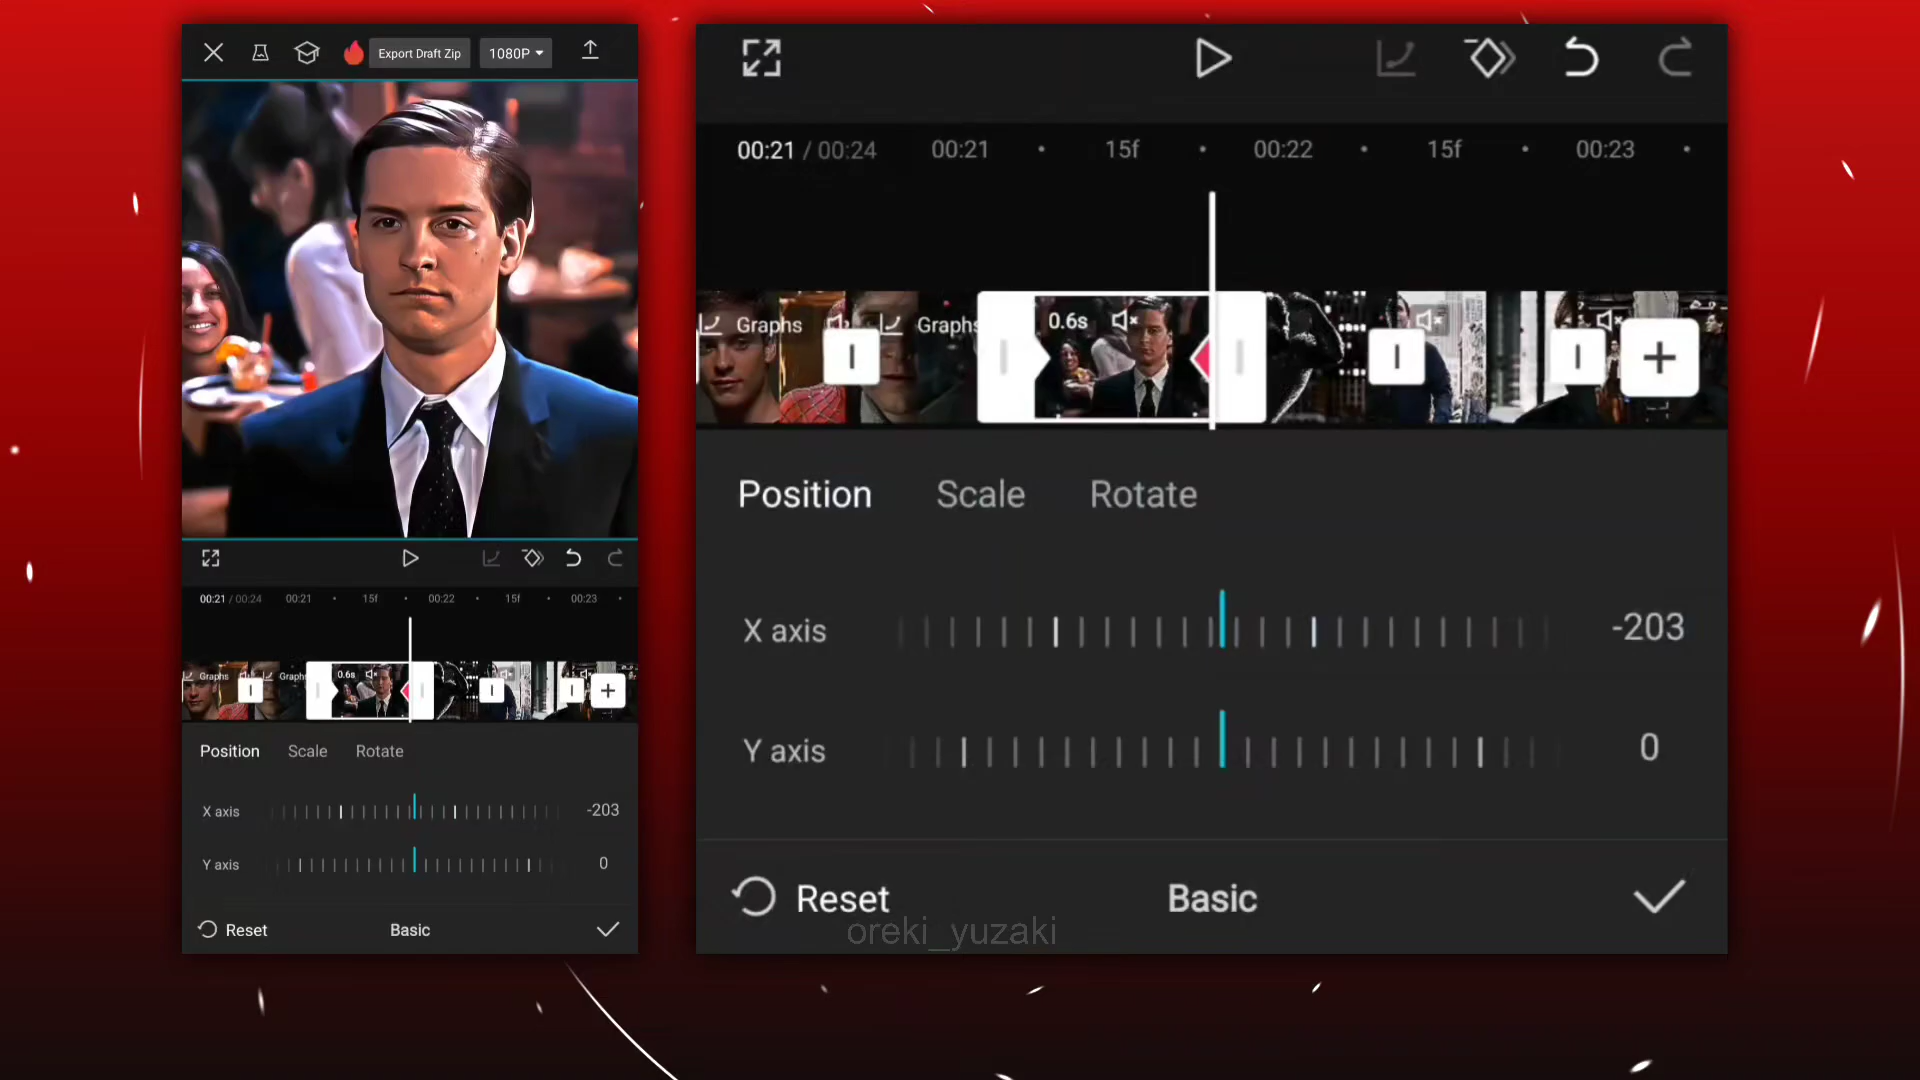 Export Draft Zip
1080P
00:21 / 00:24 00:21 15f 00:22 15f 00:23
Graphs Graphs 0.6s
Position Scale Rotate
X axis -203
Y axis 0
Reset Basic
00:21 / 00:24 00:21 15f 00:22 15f 00:23
Graphs Graphs 0.6s
Position Scale Rotate
X axis -203
Y axis 0
Reset Basic
oreki_yuzaki